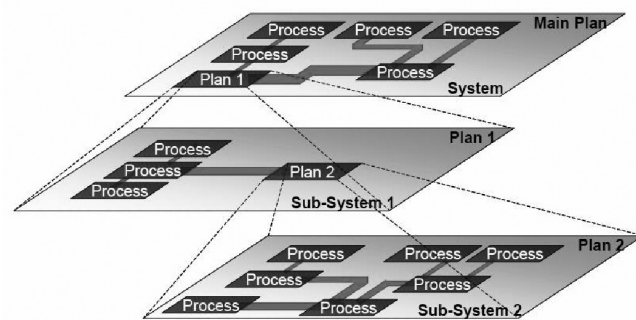 Main Plan
Process Process Process
Process
Process
Plan 1
System
Plan 1
Process
Process
Plan 2
Process
Sub-System 1
Plan 2
Process Process Process
Process
Process
Process Process
Sub-System 2